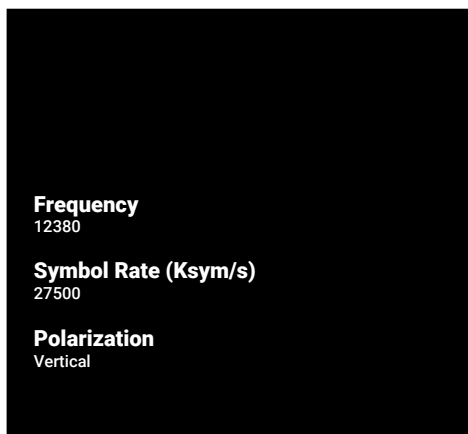 Frequency
12380
Symbol Rate (Ksym/s)
27500
Polarization
Vertical